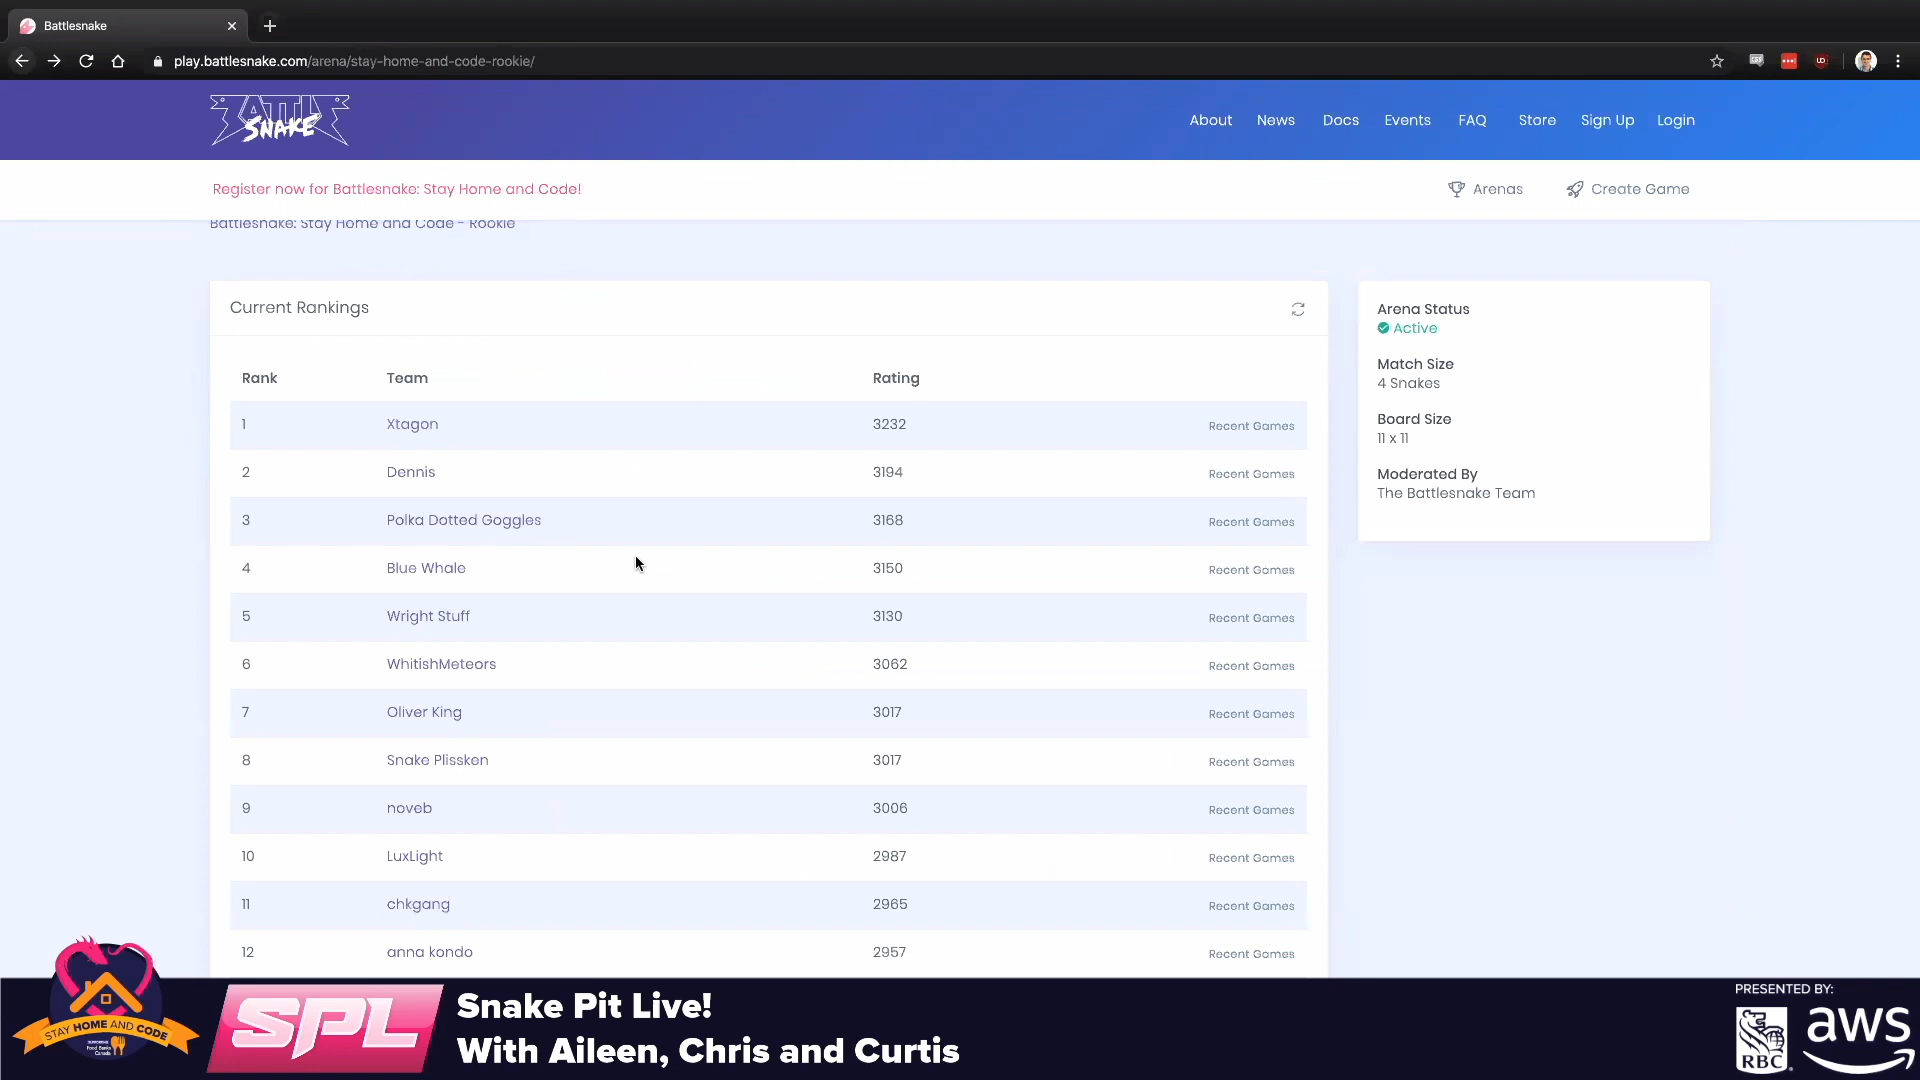 Battlesnake
play.battlesnake.com/arena/stay-home-and-code-rookie/
BATTLE SNAKE
About News Docs Events FAQ Store Sign Up Login
Register now for Battlesnake: Stay Home and Code!
Arenas Create Game
Battlesnake: Stay Home and Code - Rookie
Current Rankings
Rank Team Rating
1 Xtagon 3232 Recent Games
2 Dennis 3194 Recent Games
3 Polka Dotted Goggles 3168 Recent Games
4 Blue Whale 3150 Recent Games
5 Wright Stuff 3130 Recent Games
6 WhitishMeteors 3062 Recent Games
7 Oliver King 3017 Recent Games
8 Snake Plissken 3017 Recent Games
9 noveb 3006 Recent Games
10 LuxLight 2987 Recent Games
11 chkgang 2965 Recent Games
12 anna kondo 2957 Recent Games
Arena Status
Active
Match Size
4 Snakes
Board Size
11 x 11
Moderated By
The Battlesnake Team
STAY HOME AND CODE
SUPPORTING
Food Banks
Canada
SPL
Snake Pit Live!
With Aileen, Chris and Curtis
PRESENTED BY:
RBC
aws